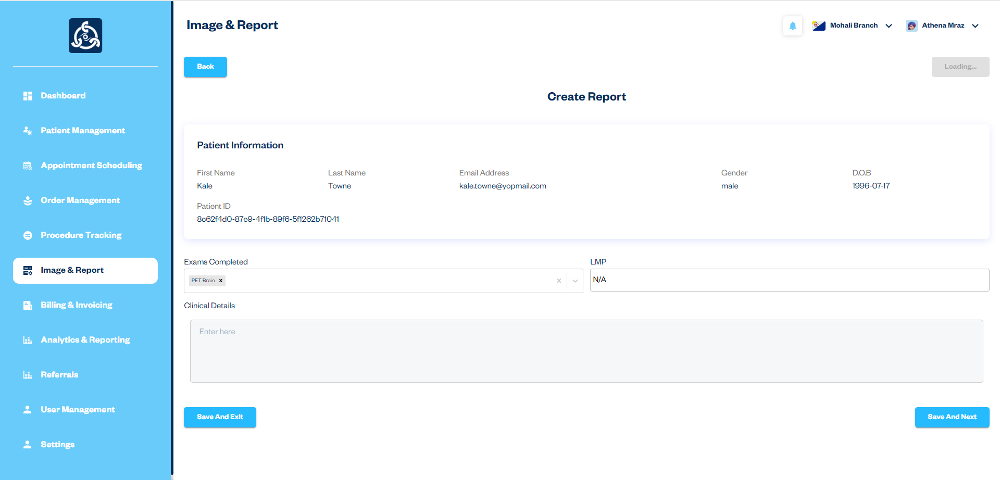 Image & Report
Mohali Branch
Athena Mraz
Back
Loading...
Create Report
Dashboard
Patient Management
Appointment Scheduling
Order Management
Procedure Tracking
Image & Report
Billing & Invoicing
Analytics & Reporting
Referrals
User Management
Settings
Patient Information
First Name
Kale
Last Name
Towne
Email Address
kale.towne@yopmail.com
Gender
male
D.O.B
1996-07-17
Patient ID
8c62f4d0-87e9-4f1b-89f6-5f1262b71041
Exams Completed
PET Brain
LMP
N/A
Clinical Details
Enter here
Save And Exit
Save And Next